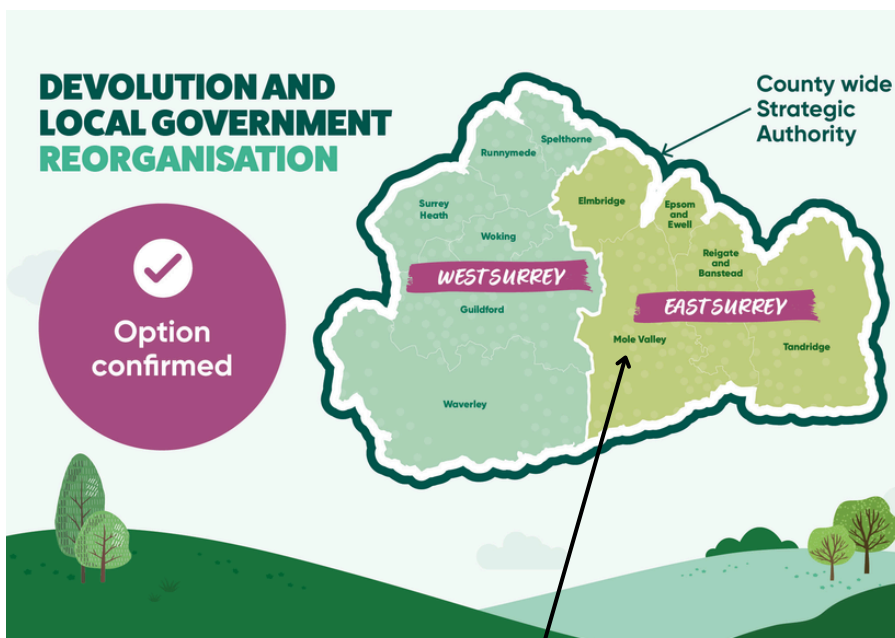 DEVOLUTION AND
LOCAL GOVERNMENT
REORGANISATION
County wide
Strategic
Authority
Option
confirmed
Spelthorne
Runnymede
Elmbridge
Surrey
Heath
Epsom
and
Ewell
Woking
Reigate
and
Banstead
WEST SURREY
EAST SURREY
Guildford
Mole Valley
Tandridge
Waverley